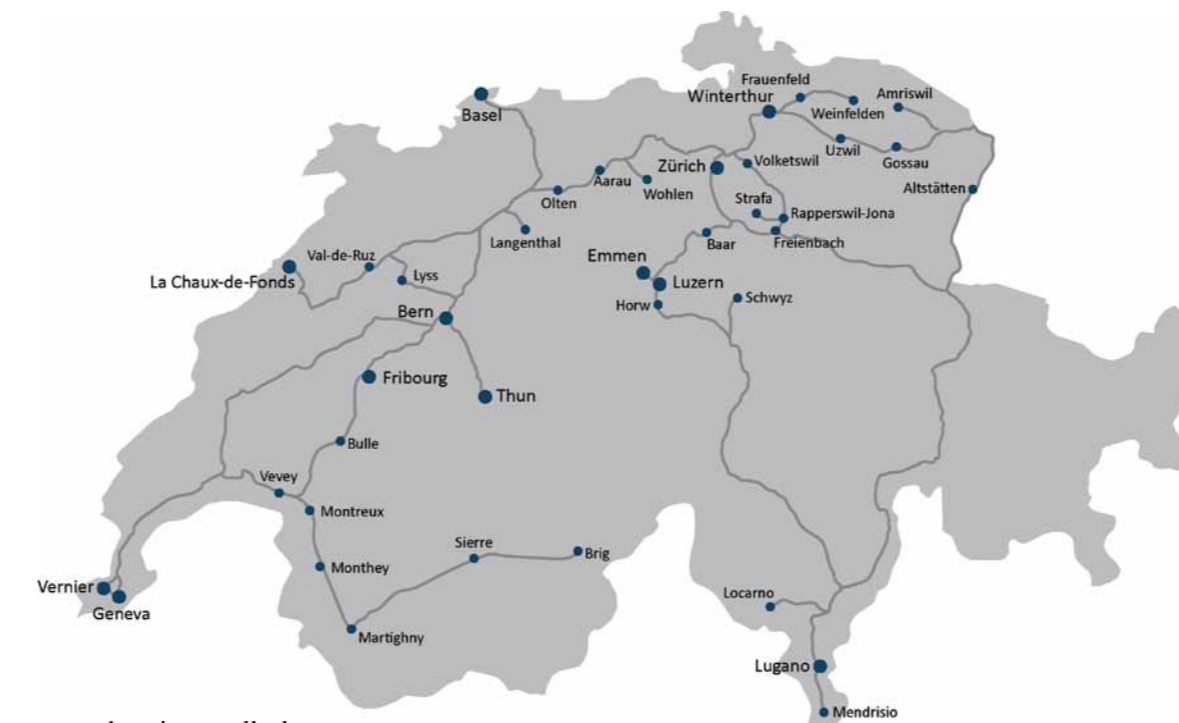 Frauenfeld
Amriswil
Winterthur
Weinfelden
Basel
Uzwil
Gossau
Zürich
Volketswil
Aarau
Wohlen
Altstätten
Olten
Strafa
Rapperswil-Jona
Langenthal
Baar
Freienbach
Val-de-Ruz
Emmen
La Chaux-de-Fonds
Lyss
Luzern
Bern
Horw
Schwyz
Fribourg
Thun
Bulle
Vevey
Montreux
Sierre
Brig
Monthey
Vernier
Geneva
Locarno
Martighny
Lugano
Mendrisio